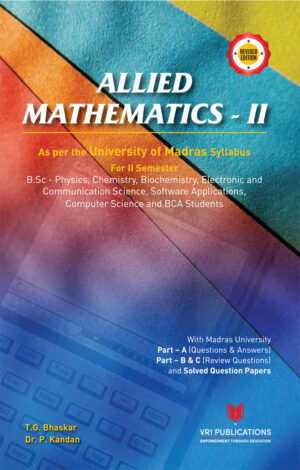 REVISED
EDITION
ALLIED
MATHEMATICS - II
As per the University of Madras Syllabus
For II Semester
B.Sc - Physics, Chemistry, Biochemistry, Electronic and
Communication Science, Software Applications,
Computer Science and BCA Students
With Madras University
Part – A (Questions & Answers)
Part – B & C (Review Questions)
and Solved Question Papers
T.G. Bhaskar
Dr. P. Kandan
VR1 PUBLICATIONS
EMPOWERMENT THROUGH EDUCATION